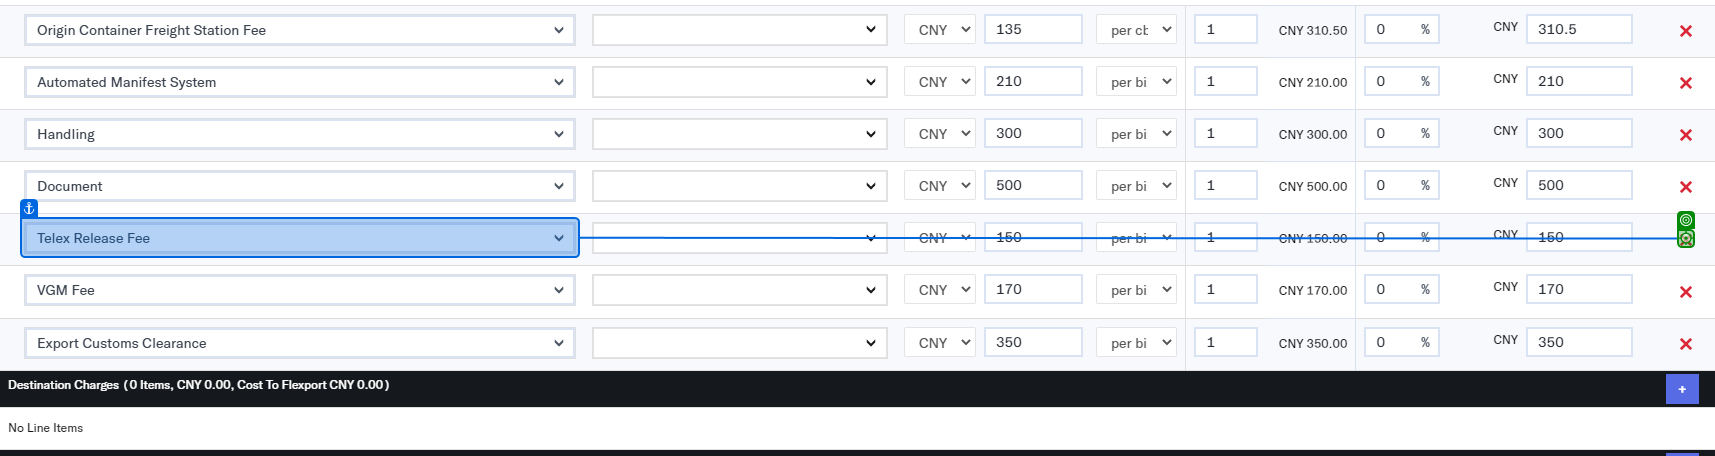 Origin Container Freight Station Fee CNY 135 per cb 1 CNY 310.50 0 % CNY 310.5
Automated Manifest System CNY 210 per bi 1 CNY 210.00 0 % CNY 210
Handling CNY 300 per bi 1 CNY 300.00 0 % CNY 300
Document CNY 500 per bi 1 CNY 500.00 0 % CNY 500
Telex Release Fee CNY 150 per bi 1 CNY 150.00 0 % CNY 150
VGM Fee CNY 170 per bi 1 CNY 170.00 0 % CNY 170
Export Customs Clearance CNY 350 per bi 1 CNY 350.00 0 % CNY 350
Destination Charges (0 Items, CNY 0.00, Cost To Flexport CNY 0.00) +
No Line Items